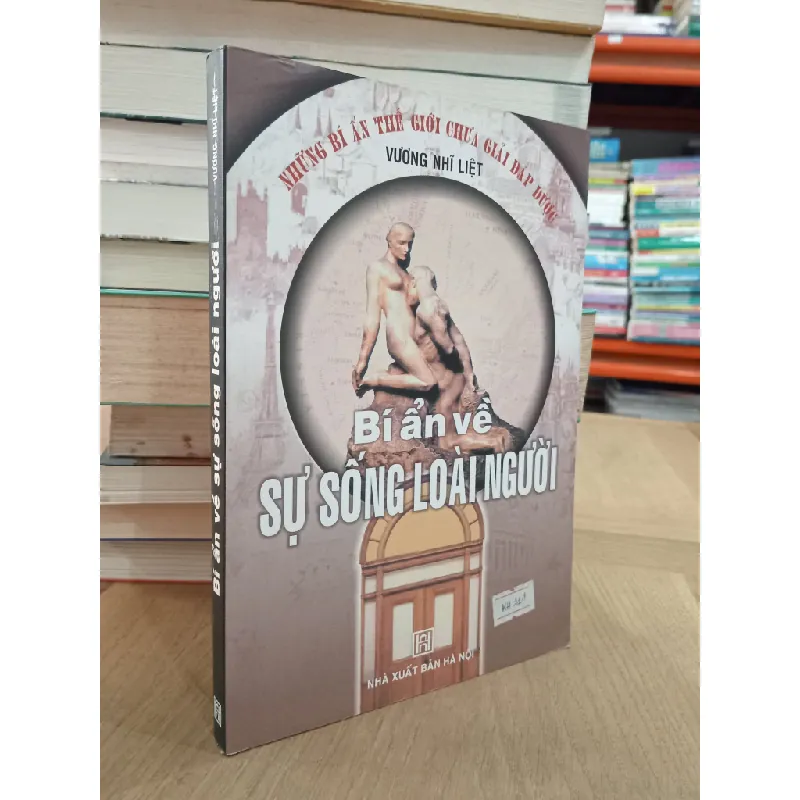 NHỮNG BÍ ẨN THẾ GIỚI CHƯA GIẢI ĐÁP ĐƯỢC
VƯƠNG NHĨ LIỆT
Bí ẩn về
SỰ SỐNG LOÀI NGƯỜI
NHÀ XUẤT BẢN HÀ NỘI
VƯƠNG NHĨ LIỆT
Bí ẩn về sự sống loài người